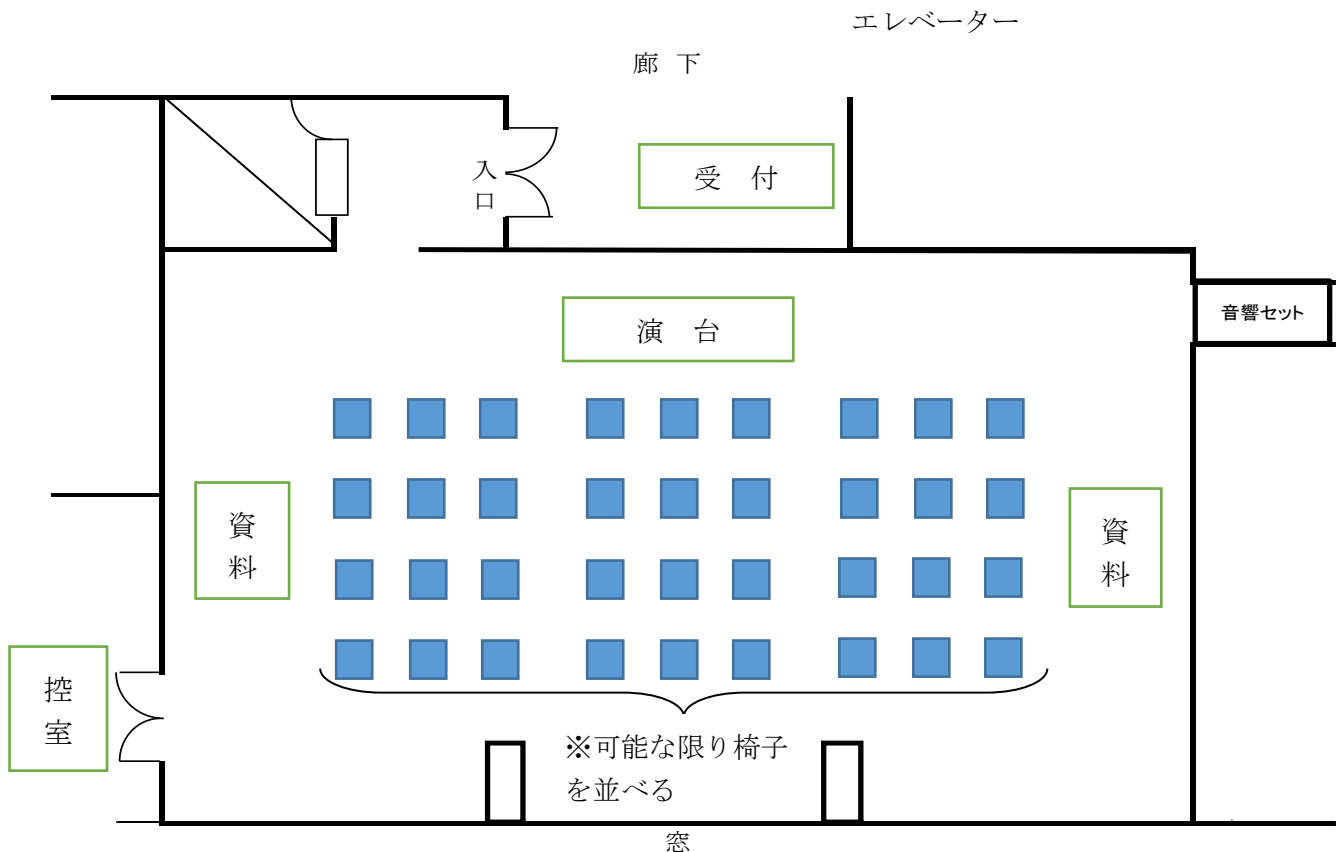 エレベーター
廊 下
入
口
受 付
演 台
音響セット
資
料
資
料
控
室
※可能な限り椅子
を並べる
窓